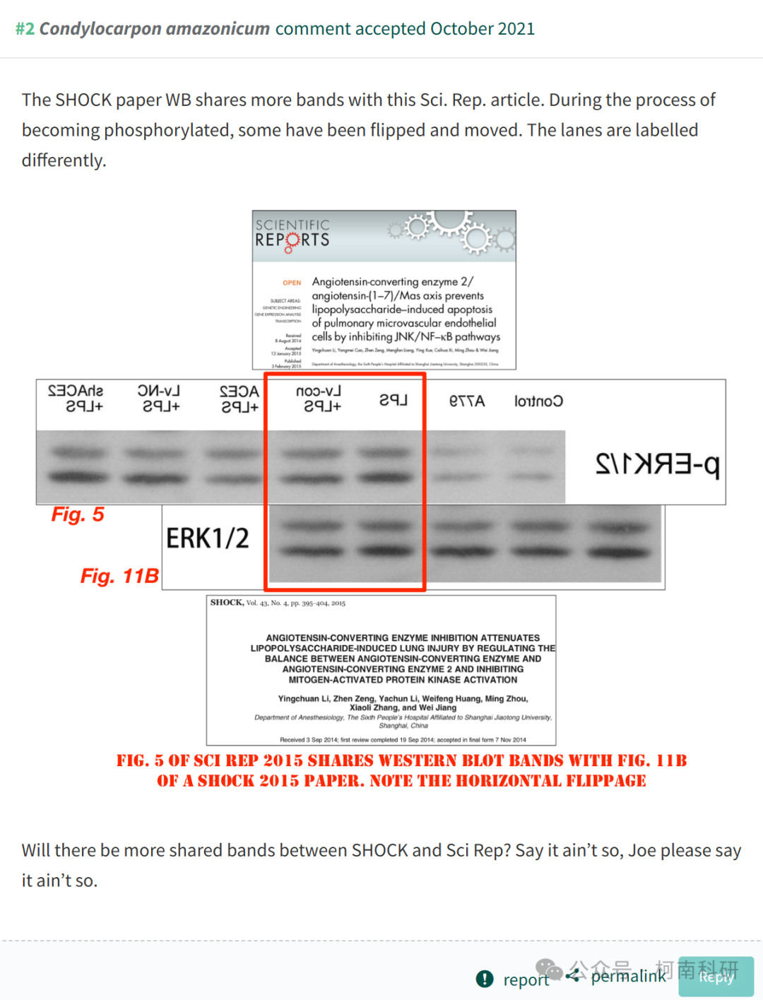 #2 Condylocarpon amazonicum comment accepted October 2021
The SHOCK paper WB shares more bands with this Sci. Rep. article. During the process of
becoming phosphorylated, some have been flipped and moved. The lanes are labelled
differently.
SCIENTIFIC
REPORTS
OPEN
SUBJECT AREAS:
GENETIC ENGINEERING
GENE EXPRESSION ANALYSIS
TRANSCRIPTION
Received
8 August 2014
Accepted
13 January 2015
Published
3 February 2015
Angiotensin-converting enzyme 2/
angiotensin-(1–7)/Mas axis prevents
lipopolysaccharide–induced apoptosis
of pulmonary microvascular endothelial
cells by inhibiting JNK/NF–κB pathways
Yingchuan Li, Yongmei Cao, Zhen Zeng, Mengfan Liang, Ying Xue, Caihua Xi, Ming Zhou & Wei Jiang
Department of Anesthesiology, the Sixth People's Hospital Affiliated to Shanghai Jiaotong University, Shanghai 200233, China
shACE2 +LPS
Lv-NC +LPS
ACE2 +LPS
Lv-con +LPS
LPS
A779
Control
p-ERK1/2
Fig. 5
ERK1/2
Fig. 11B
SHOCK, Vol. 43, No. 4, pp. 395–404, 2015
ANGIOTENSIN-CONVERTING ENZYME INHIBITION ATTENUATES
LIPOPOLYSACCHARIDE-INDUCED LUNG INJURY BY REGULATING THE
BALANCE BETWEEN ANGIOTENSIN-CONVERTING ENZYME AND
ANGIOTENSIN-CONVERTING ENZYME 2 AND INHIBITING
MITOGEN-ACTIVATED PROTEIN KINASE ACTIVATION
Yingchuan Li, Zhen Zeng, Yachun Li, Weifeng Huang, Ming Zhou,
Xiaoli Zhang, and Wei Jiang
Department of Anesthesiology, The Sixth People's Hospital Affiliated to Shanghai Jiaotong University,
Shanghai, China
Received 3 Sep 2014; first review completed 19 Sep 2014; accepted in final form 7 Nov 2014
FIG. 5 OF SCI REP 2015 SHARES WESTERN BLOT BANDS WITH FIG. 11B
OF A SHOCK 2015 PAPER. NOTE THE HORIZONTAL FLIPPAGE
Will there be more shared bands between SHOCK and Sci Rep? Say it ain’t so, Joe please say
it ain’t so.
report permalink Reply
公众号 柯南科研